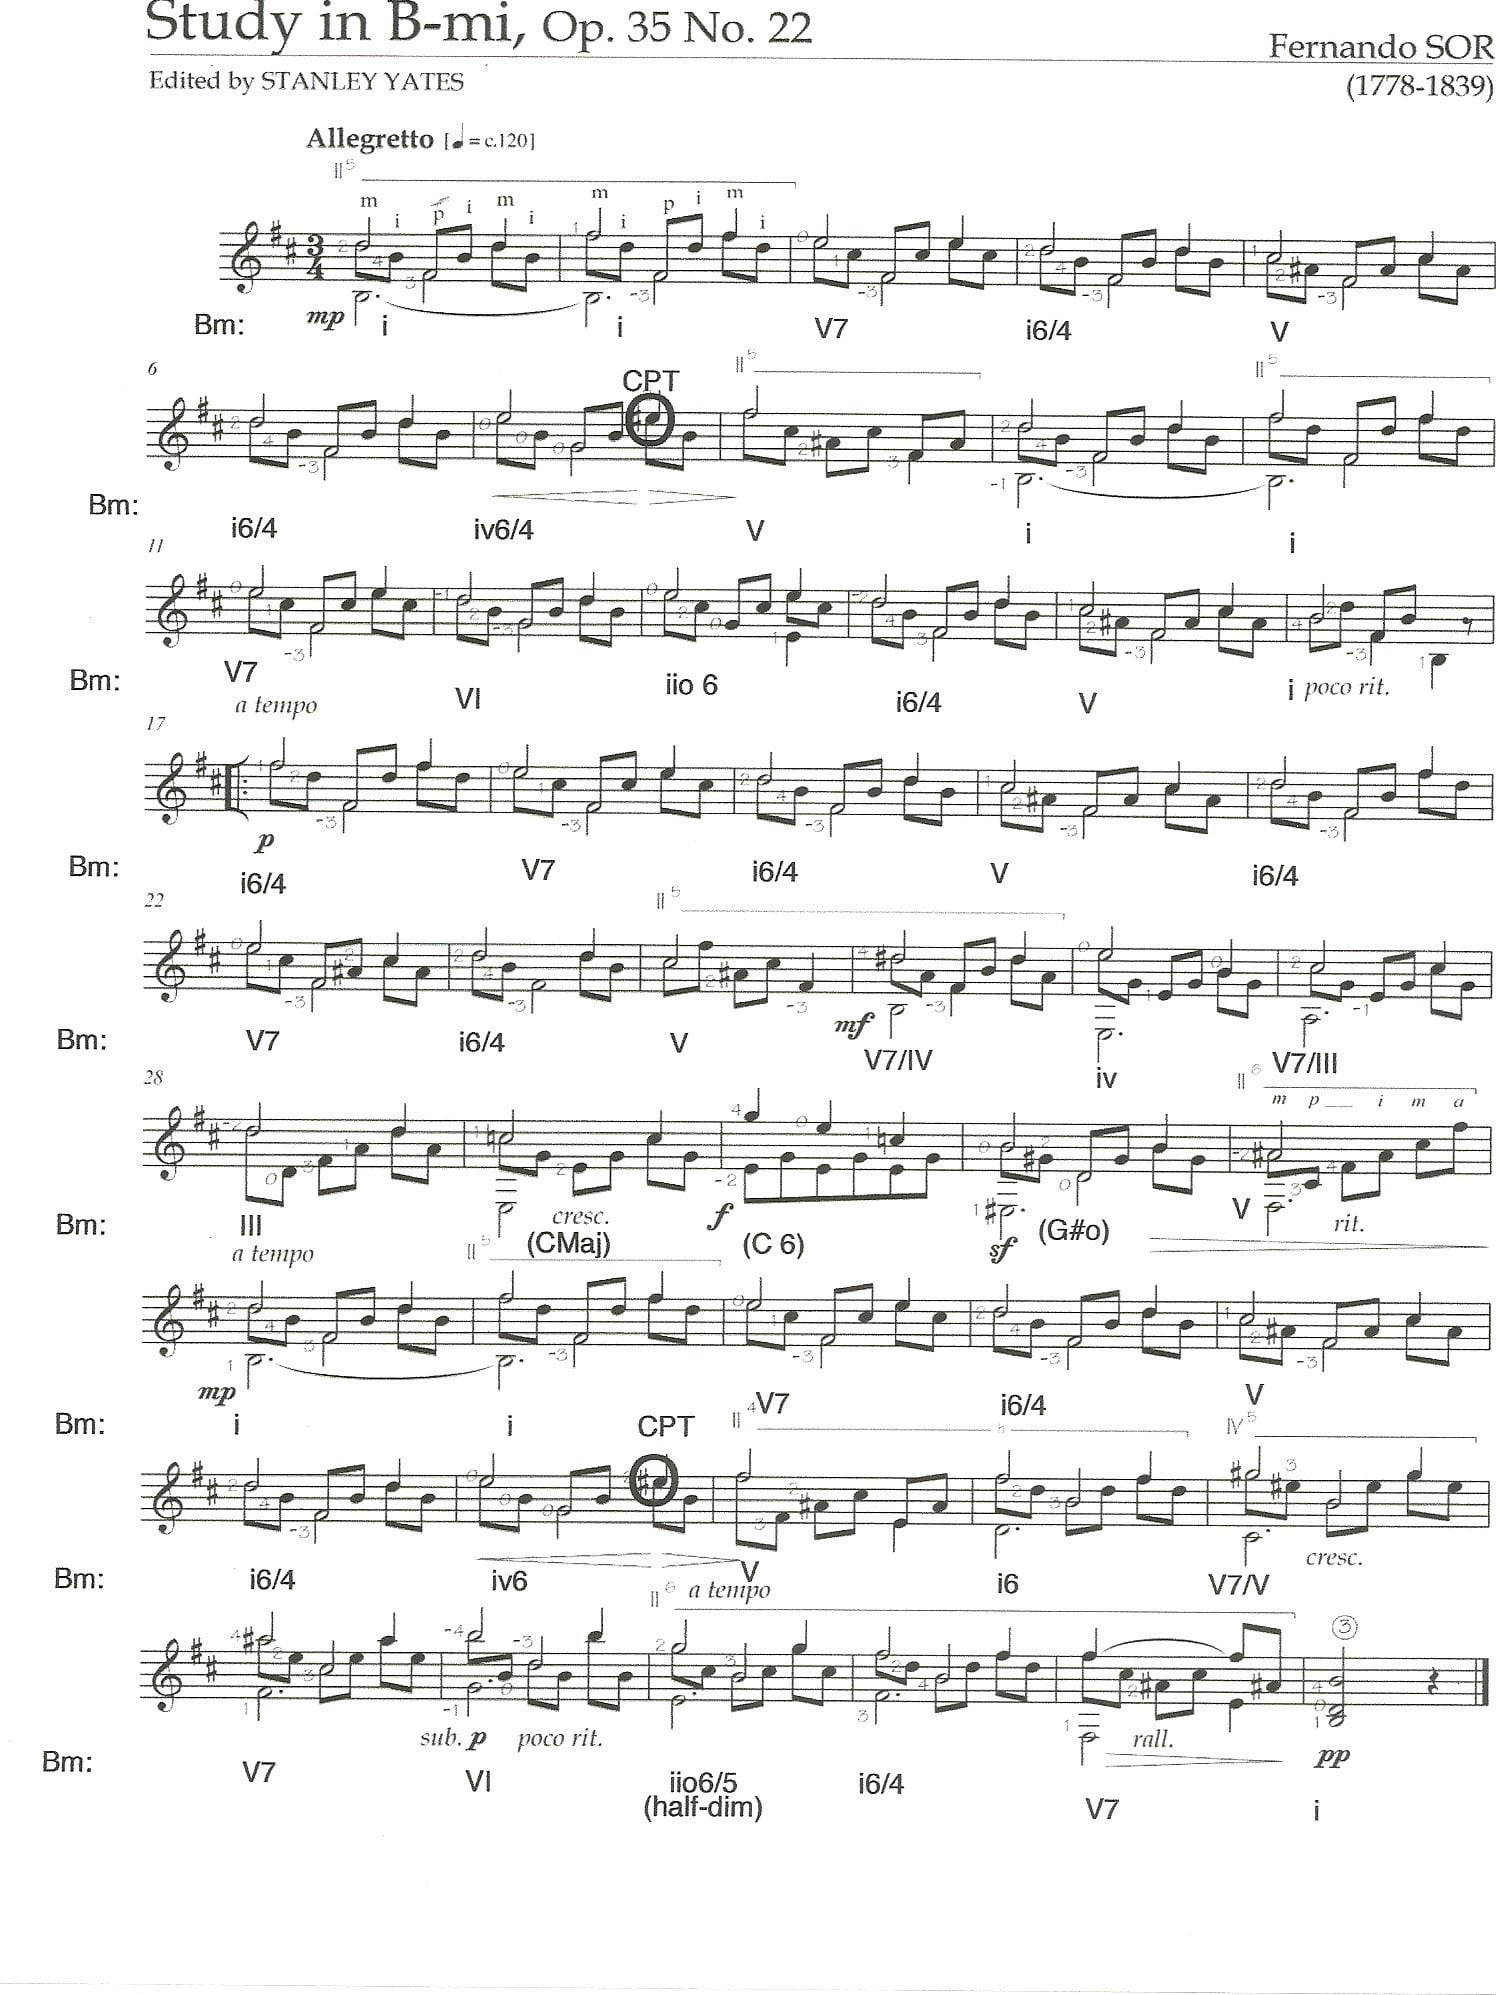 Study in B-mi, Op. 35 No. 22
Fernando SOR
Edited by STANLEY YATES
(1778-1839)
Allegretto [♩ = c.120]
II5
m i p i m i m i p i m i
3 4
mp
Bm: i i V7 i6/4 V
6
CPT
II5 II5
Bm: i6/4 iv6/4 V i i
11
Bm: V7 VI iio 6 i6/4 V i poco rit.
a tempo
17
p
Bm: i6/4 V7 i6/4 V i6/4
22
II5
mf
Bm: V7 i6/4 V V7/IV iv V7/III
28
II6
m p i m a
f
cresc.
sf
rit.
Bm: III (CMaj) (C 6) (G#o) V
a tempo
II5
mp
Bm: i i V7 i6/4 V
CPT
II4 IV5
cresc.
Bm: i6/4 iv6 V i6 V7/V
II6 a tempo
③
sub. p poco rit.
rall.
pp
Bm: V7 VI iio6/5 i6/4 V7 i
(half-dim)